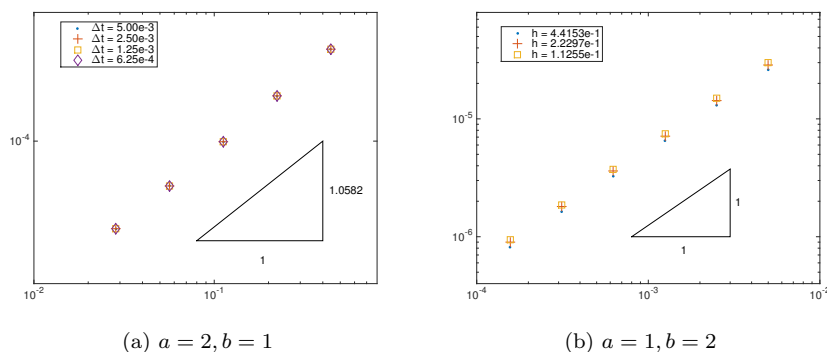 Δt = 5.00e-3
Δt = 2.50e-3
Δt = 1.25e-3
Δt = 6.25e-4
10^-4
1.0582
1
10^-2
10^-1
(a) a = 2, b = 1
h = 4.4153e-1
h = 2.2297e-1
h = 1.1255e-1
10^-5
10^-6
1
1
10^-4
10^-3
10^-2
(b) a = 1, b = 2